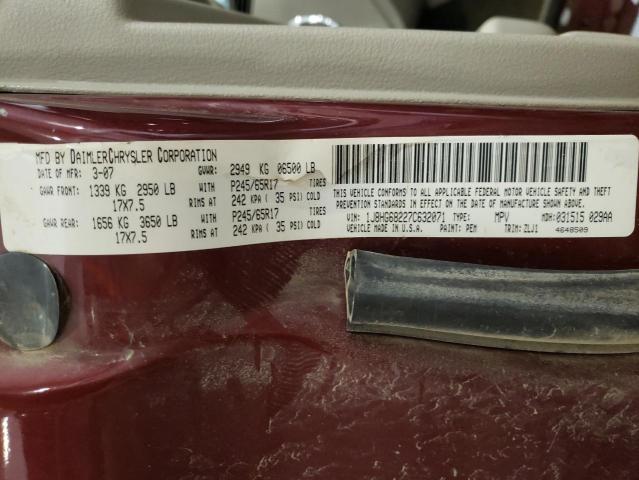 MFD BY DAIMLERCHRYSLER CORPORATION
DATE OF MFR: 3-07 GVWR: 2949 KG 06500 LB
GAWR FRONT: 1339 KG 2950 LB WITH P245/65R17 TIRES
17X7.5 RIMS AT 242 KPA ( 35 PSI) COLD
GAWR REAR: 1656 KG 3650 LB WITH P245/65R17 TIRES
17X7.5 RIMS AT 242 KPA ( 35 PSI) COLD
THIS VEHICLE CONFORMS TO ALL APPLICABLE FEDERAL MOTOR VEHICLE SAFETY AND THEFT
PREVENTION STANDARDS IN EFFECT ON THE DATE OF MANUFACTURE SHOWN ABOVE.
VIN: 1J8HG68227C632071 TYPE: MPV MDH: 031515 029AA
VEHICLE MADE IN U.S.A. PAINT: PEM TRIM: ZLJ1 4648509